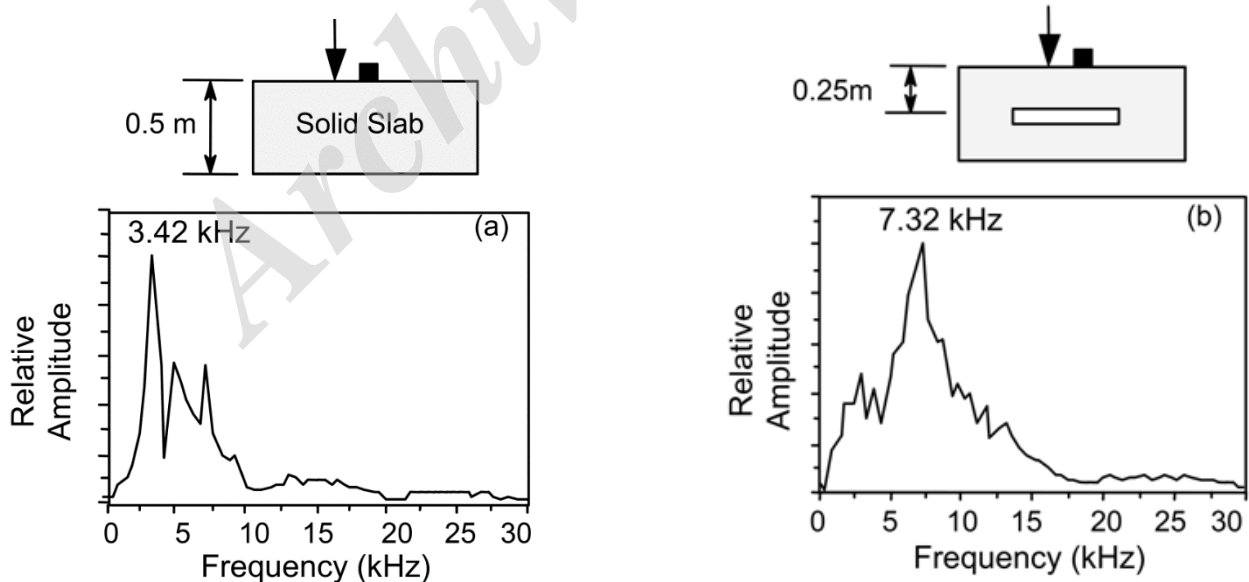 0.5 m
Solid Slab
3.42 kHz
(a)
Relative
Amplitude
0
5
10
15
20
25
30
Frequency (kHz)
0.25m
7.32 kHz
(b)
Relative
Amplitude
0
5
10
15
20
25
30
Frequency (kHz)
Archiv